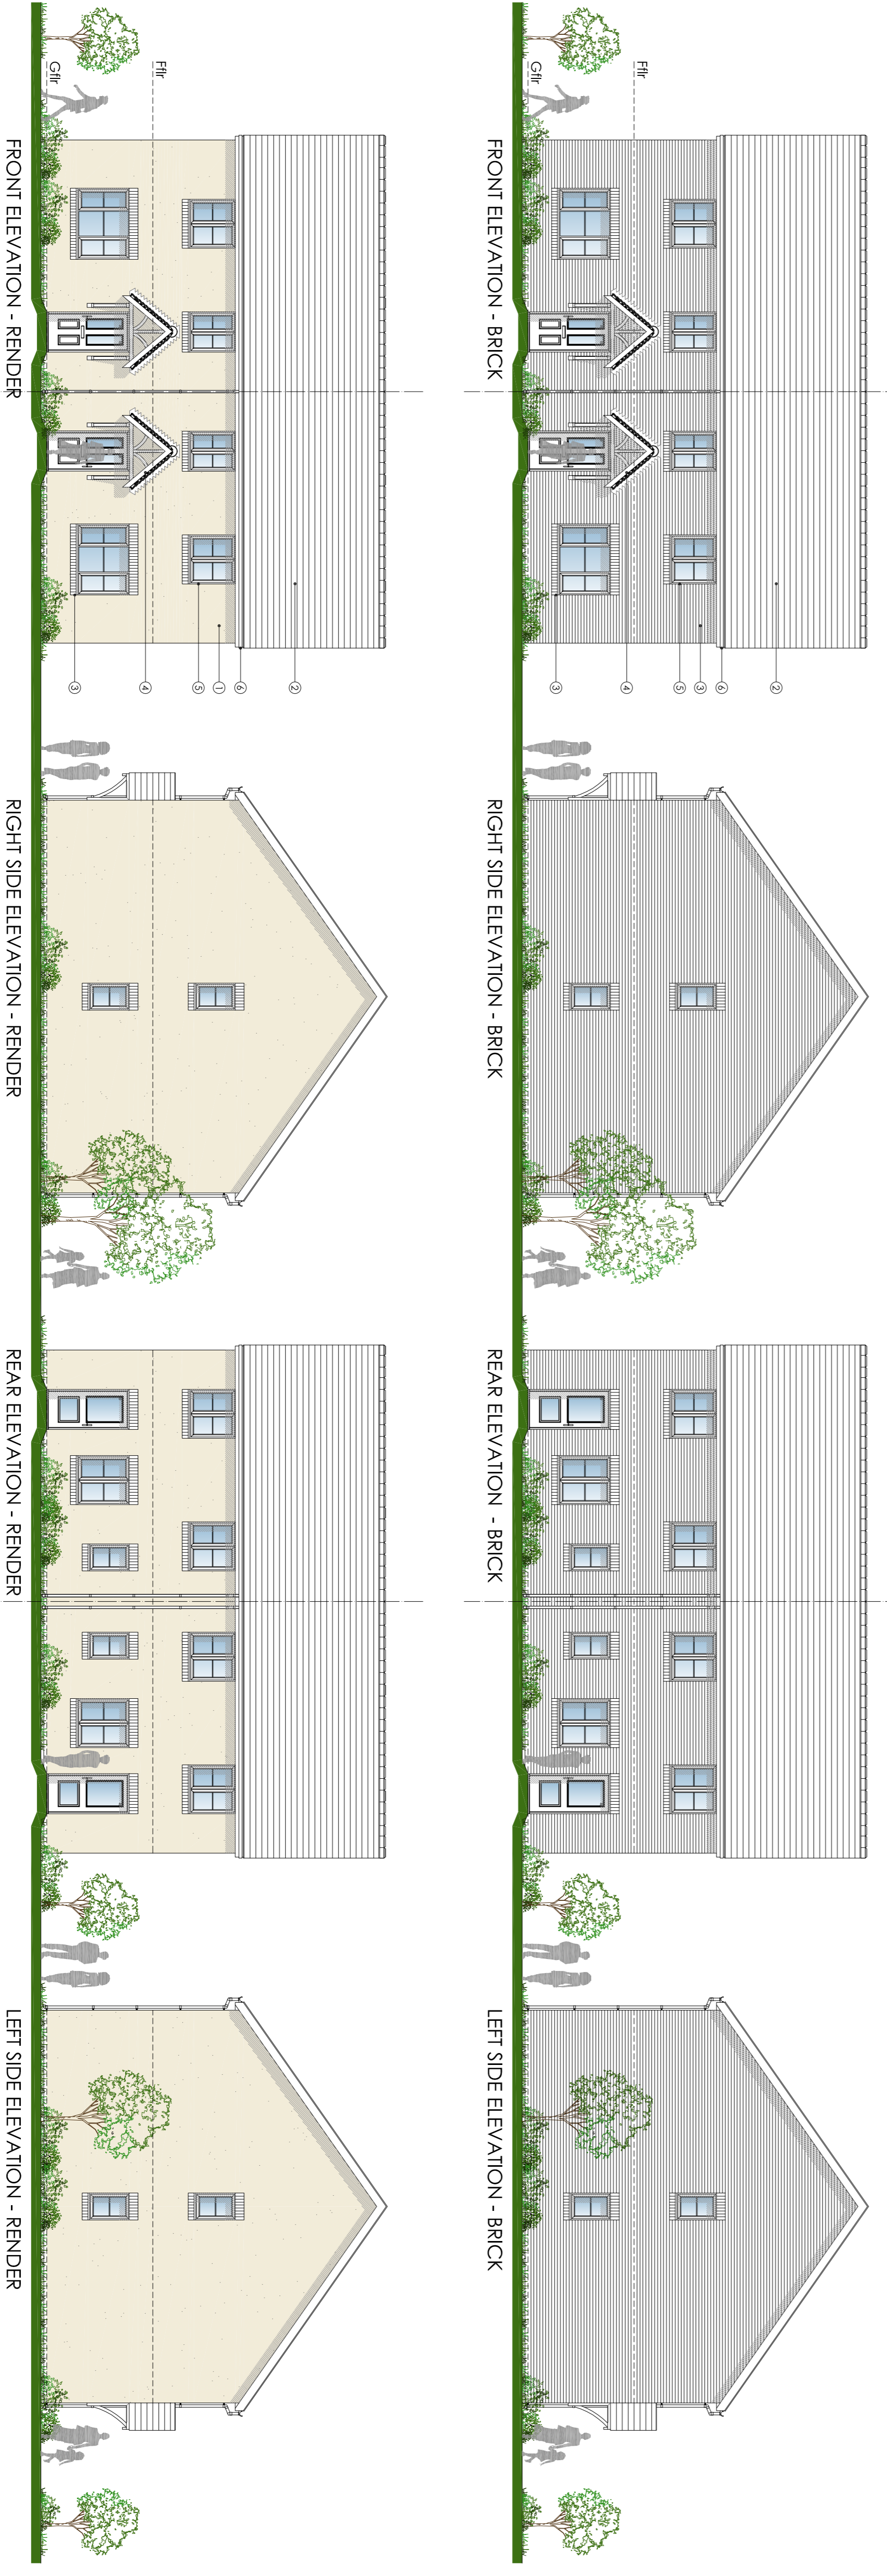 Fflr
Gflr
2
6
3
5
4
3
FRONT ELEVATION - BRICK
RIGHT SIDE ELEVATION - BRICK
REAR ELEVATION - BRICK
LEFT SIDE ELEVATION - BRICK
Fflr
Gflr
2
6
1
5
4
3
FRONT ELEVATION - RENDER
RIGHT SIDE ELEVATION - RENDER
REAR ELEVATION - RENDER
LEFT SIDE ELEVATION - RENDER